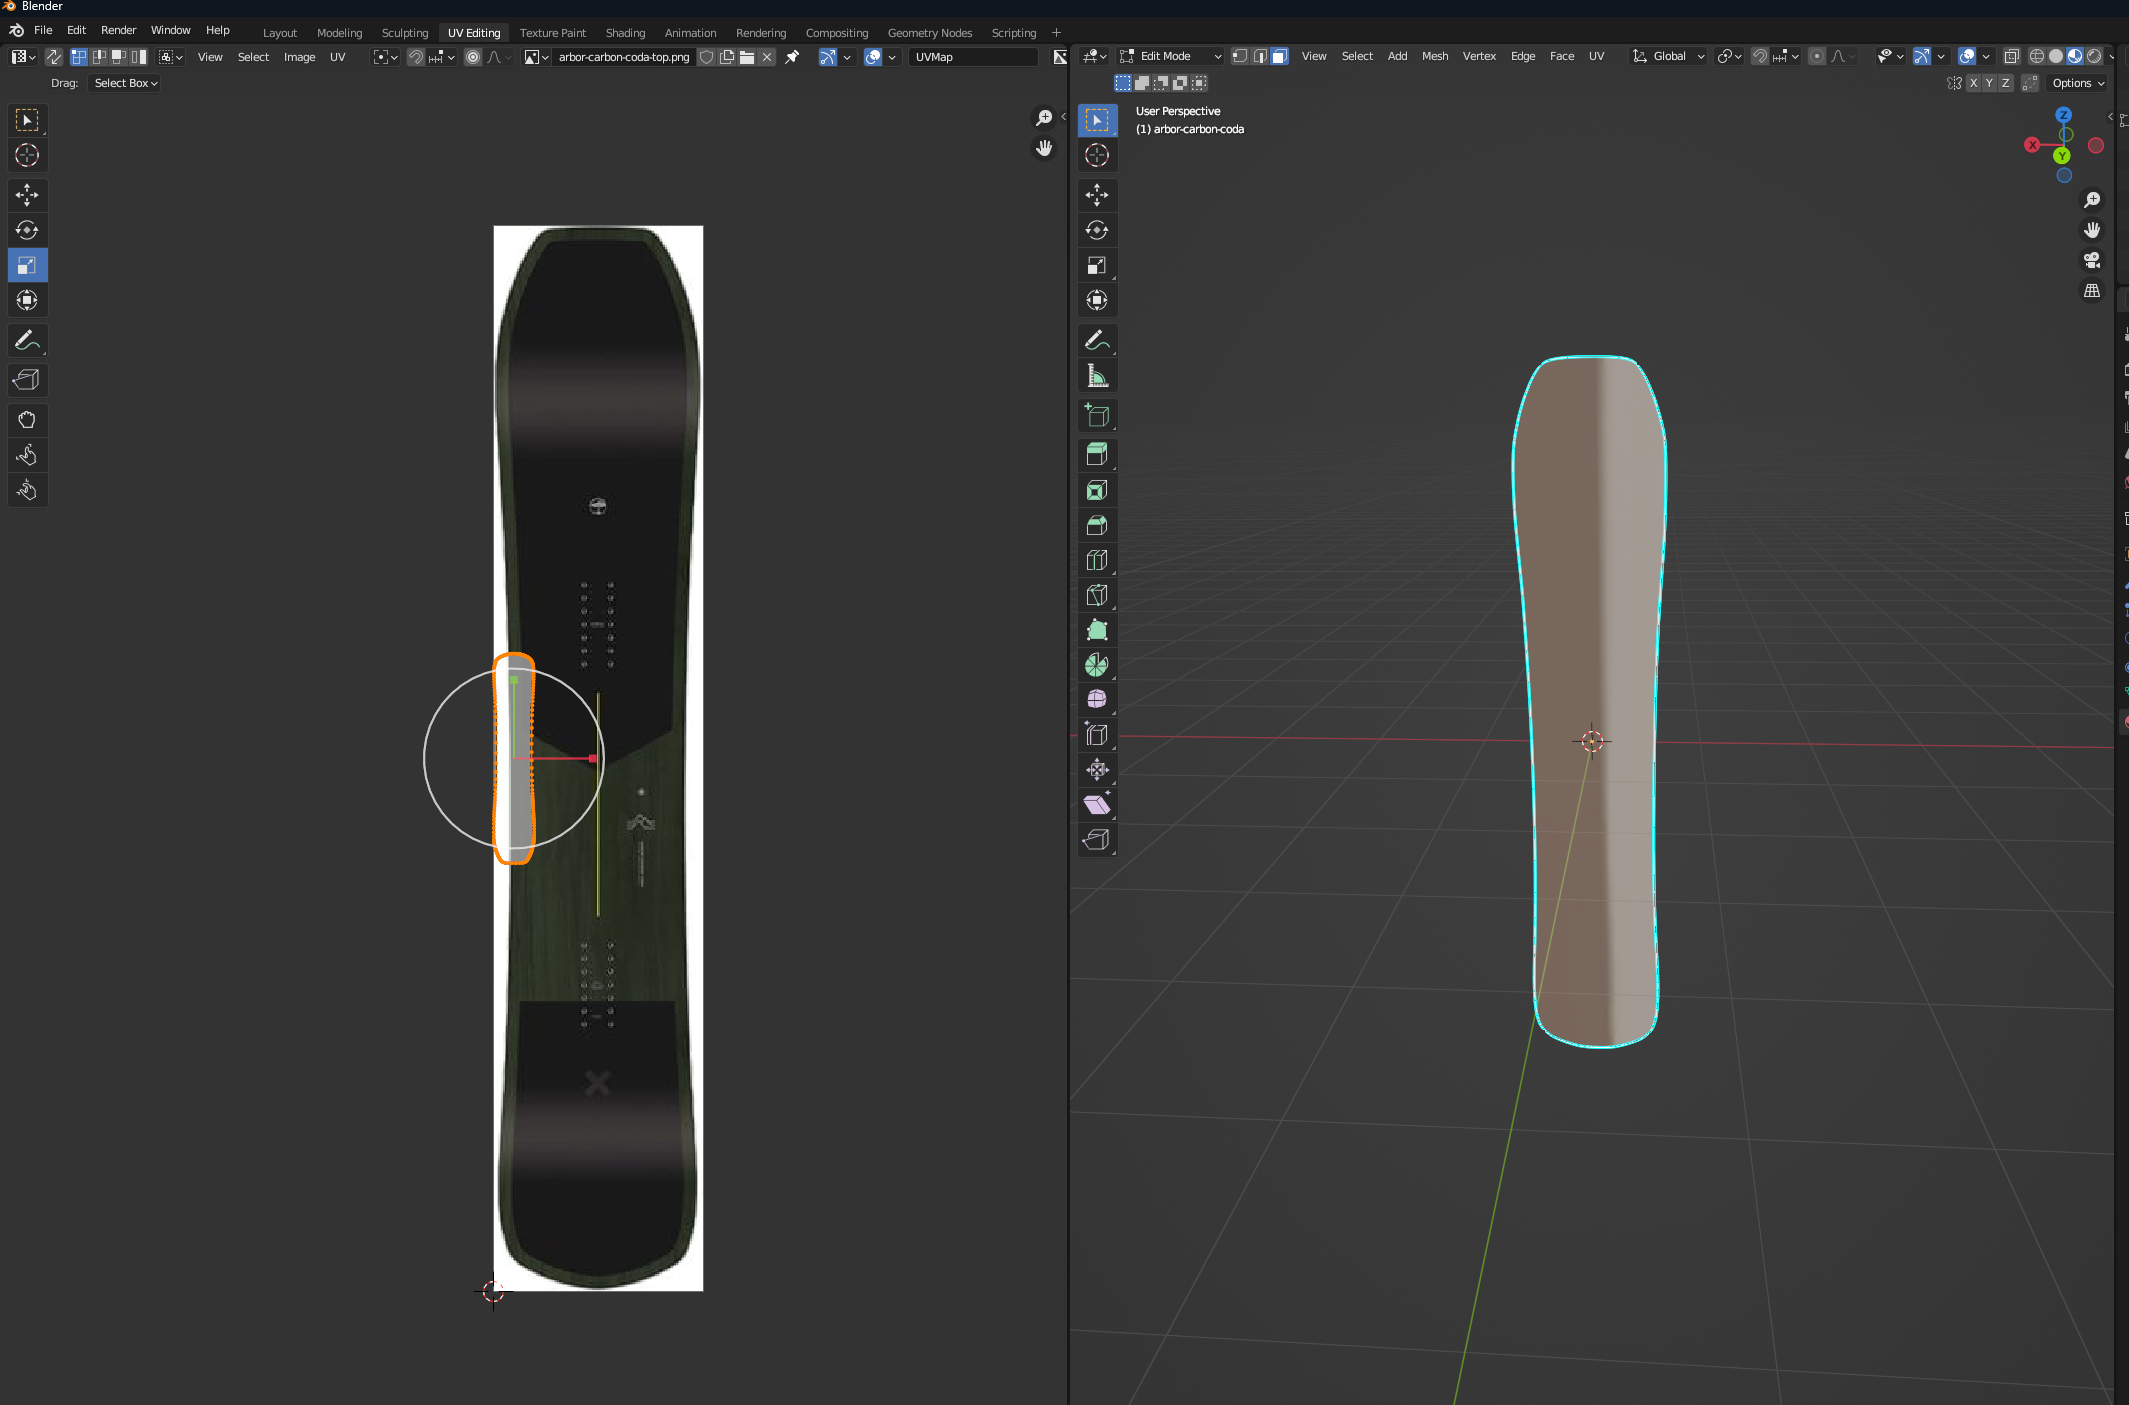 Blender
File Edit Render Window Help Layout Modeling Sculpting UV Editing Texture Paint Shading Animation Rendering Compositing Geometry Nodes Scripting +
View Select Image UV arbor-carbon-coda-top.png UVMap
Edit Mode View Select Add Mesh Vertex Edge Face UV Global
Drag: Select Box
X Y Z Options
User Perspective
(1) arbor-carbon-coda
Z
X
Y